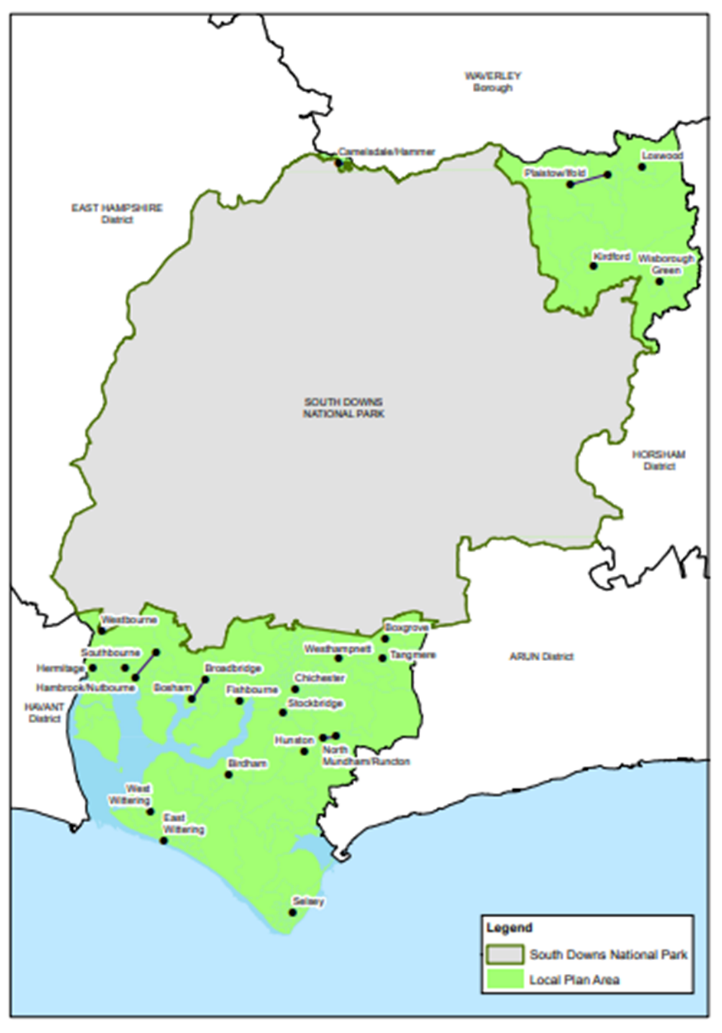 WAVERLEY
Borough
Camelsdale/Hammer
Loxwood
Plaistow/Ifold
EAST HAMPSHIRE
District
Kirdford
Wisborough
Green
SOUTH DOWNS
NATIONAL PARK
HORSHAM
District
Westbourne
Boxgrove
Southbourne
Westhampnett
Tangmere
ARUN District
Hermitage
Broadbridge
Hambrook/Nutbourne
Bosham
Fishbourne
Chichester
HAVANT
District
Stockbridge
Hunston
North
Mundham/Runcton
Birdham
West
Wittering
East
Wittering
Selsey
Legend
South Downs National Park
Local Plan Area